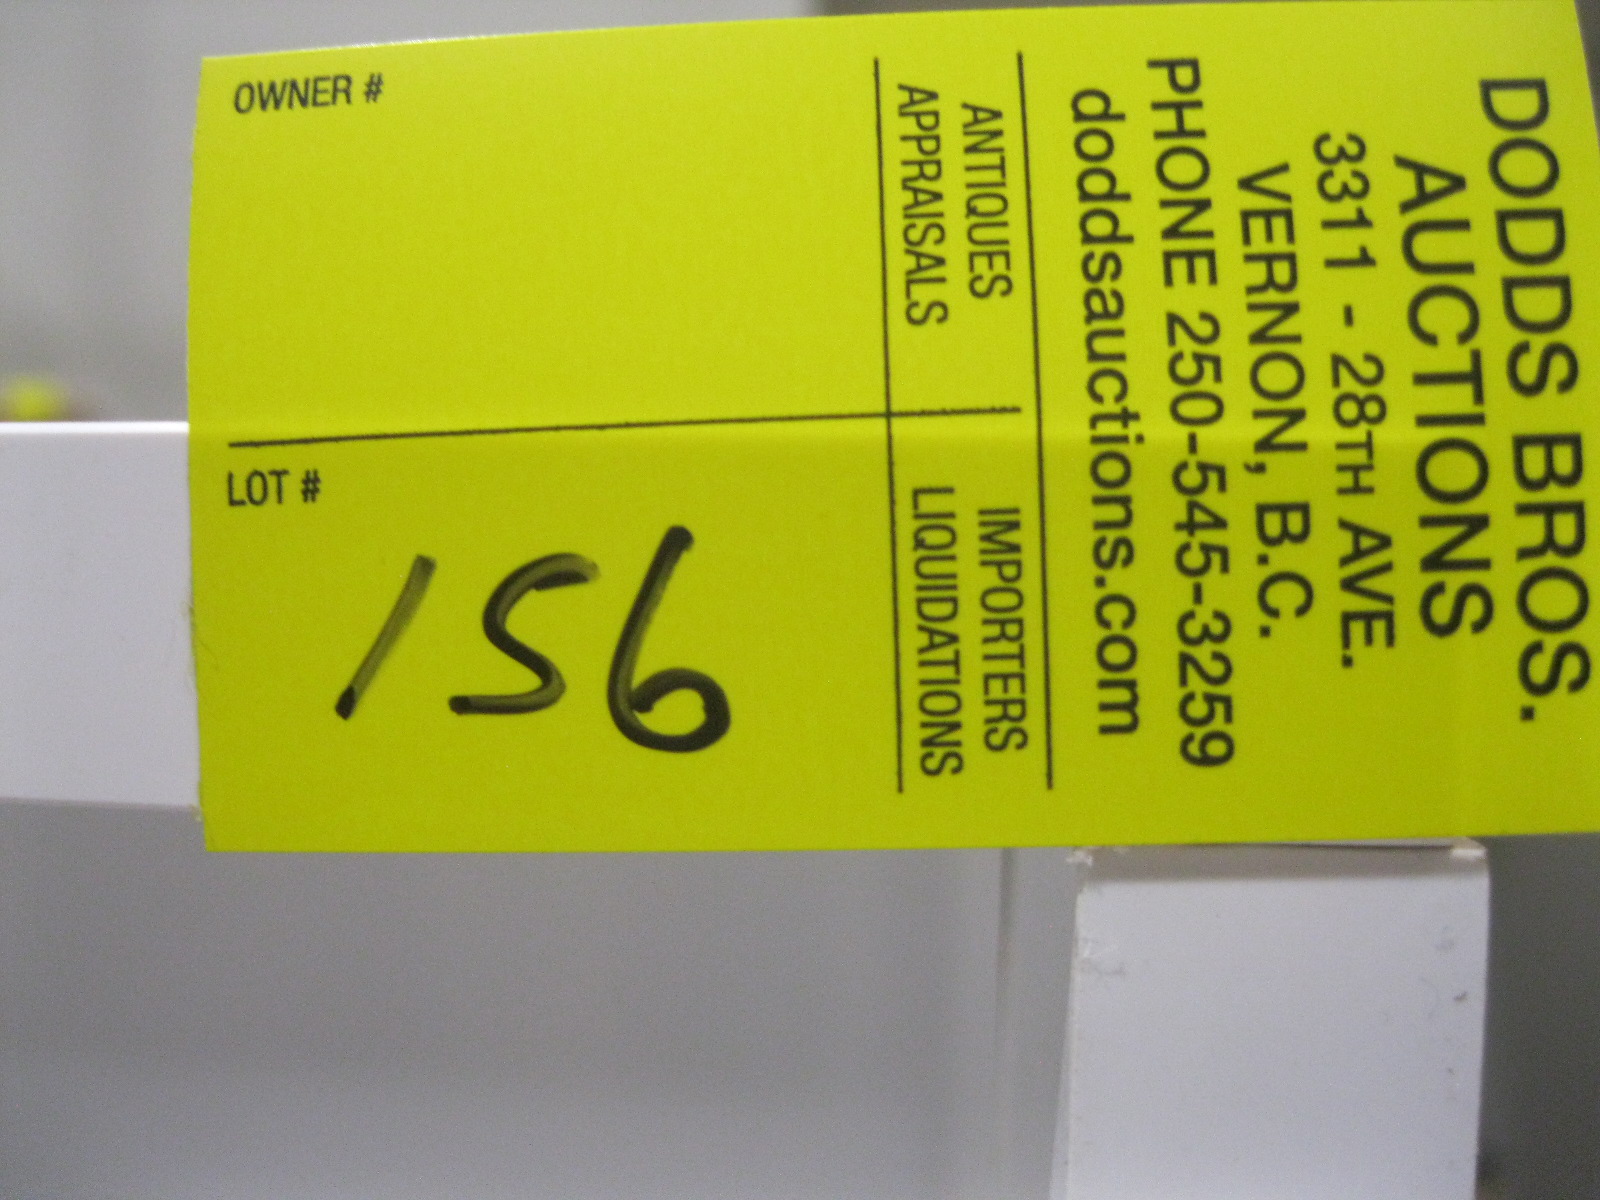 DODDS BROS.
AUCTIONS
3311 - 28TH AVE.
VERNON, B.C.
PHONE 250-545-3259
doddsauctions.com
ANTIQUES
APPRAISALS
IMPORTERS
LIQUIDATIONS
OWNER #
LOT #
156